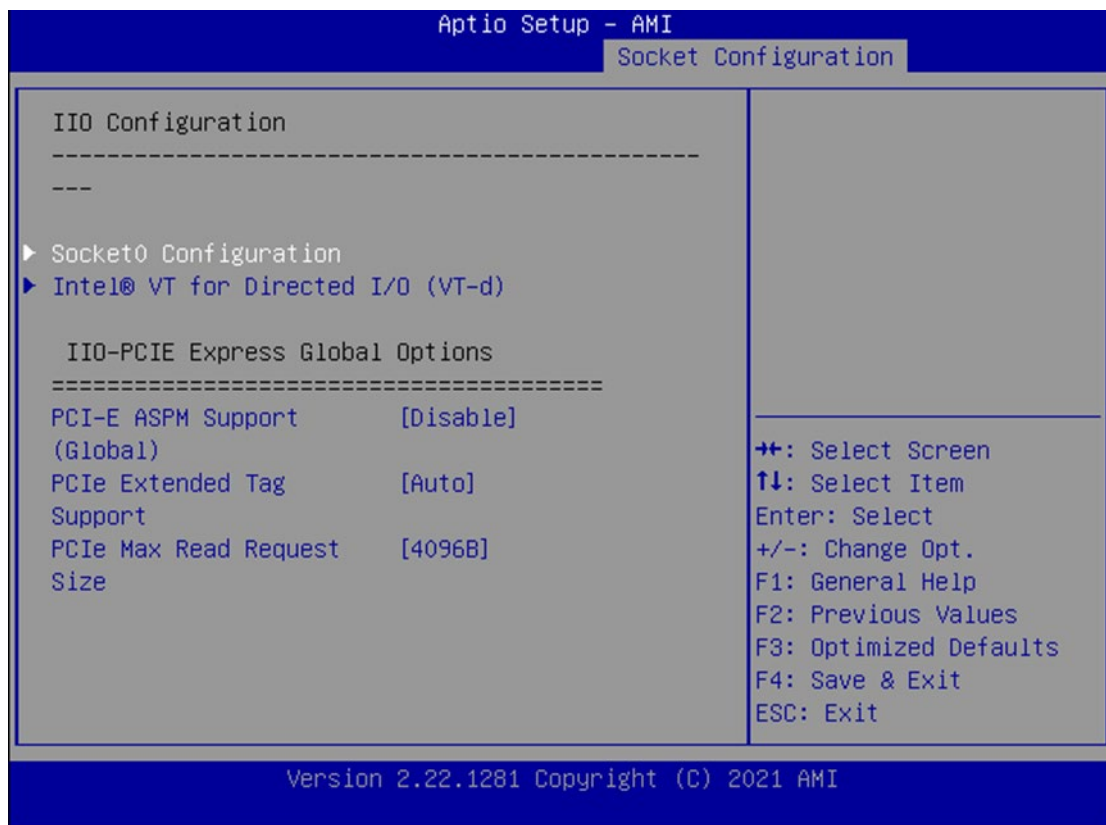 Aptio Setup – AMI
Socket Configuration
IIO Configuration
-----------------------------------------------
---
▶ Socket0 Configuration
▶ Intel® VT for Directed I/O (VT-d)
IIO-PCIE Express Global Options
========================================
PCI-E ASPM Support [Disable]
(Global)
PCIe Extended Tag [Auto]
Support
PCIe Max Read Request [4096B]
Size
→←: Select Screen
↑↓: Select Item
Enter: Select
+/-: Change Opt.
F1: General Help
F2: Previous Values
F3: Optimized Defaults
F4: Save & Exit
ESC: Exit
Version 2.22.1281 Copyright (C) 2021 AMI